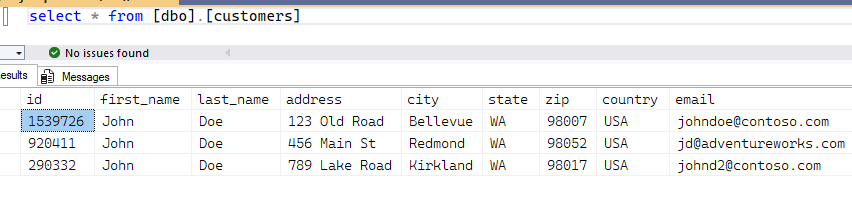 select * from [dbo].[customers]
No issues found
Messages
id first_name last_name address city state zip country email
1539726 John Doe 123 Old Road Bellevue WA 98007 USA johndoe@contoso.com
920411 John Doe 456 Main St Redmond WA 98052 USA jd@adventureworks.com
290332 John Doe 789 Lake Road Kirkland WA 98017 USA johnd2@contoso.com